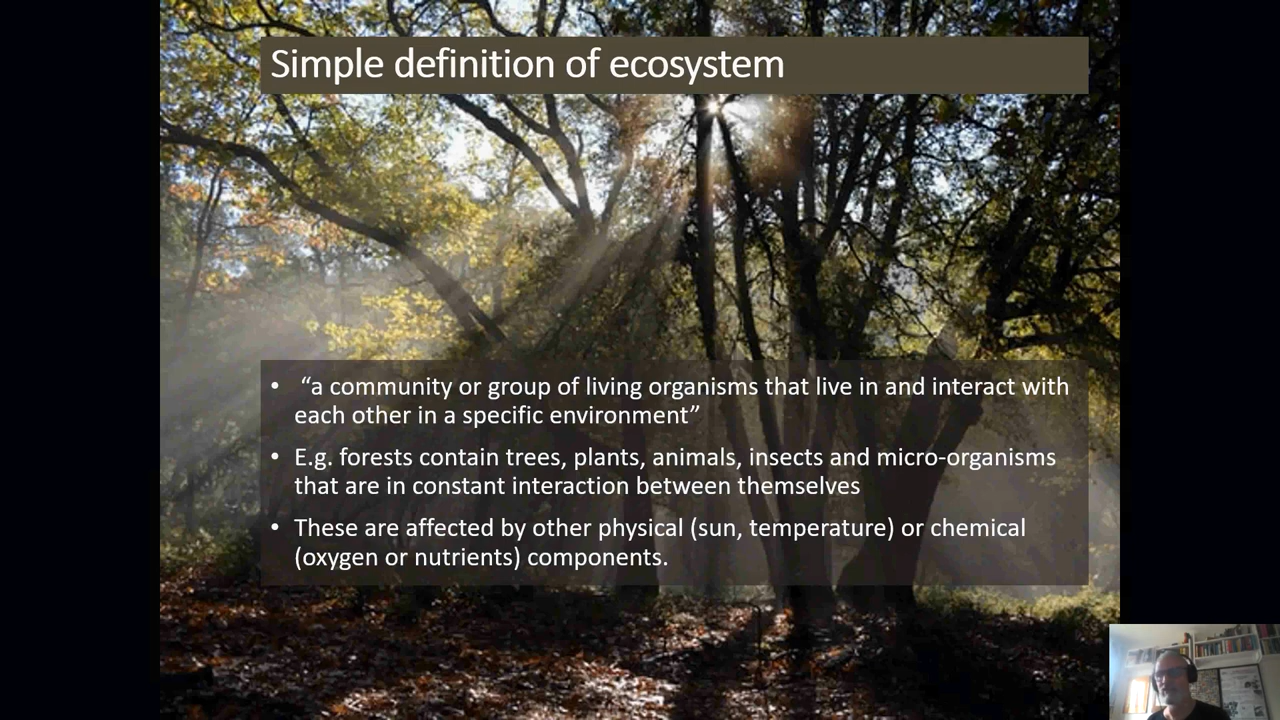 Simple definition of ecosystem
• “a community or group of living organisms that live in and interact with
each other in a specific environment”
• E.g. forests contain trees, plants, animals, insects and micro-organisms
that are in constant interaction between themselves
• These are affected by other physical (sun, temperature) or chemical
(oxygen or nutrients) components.